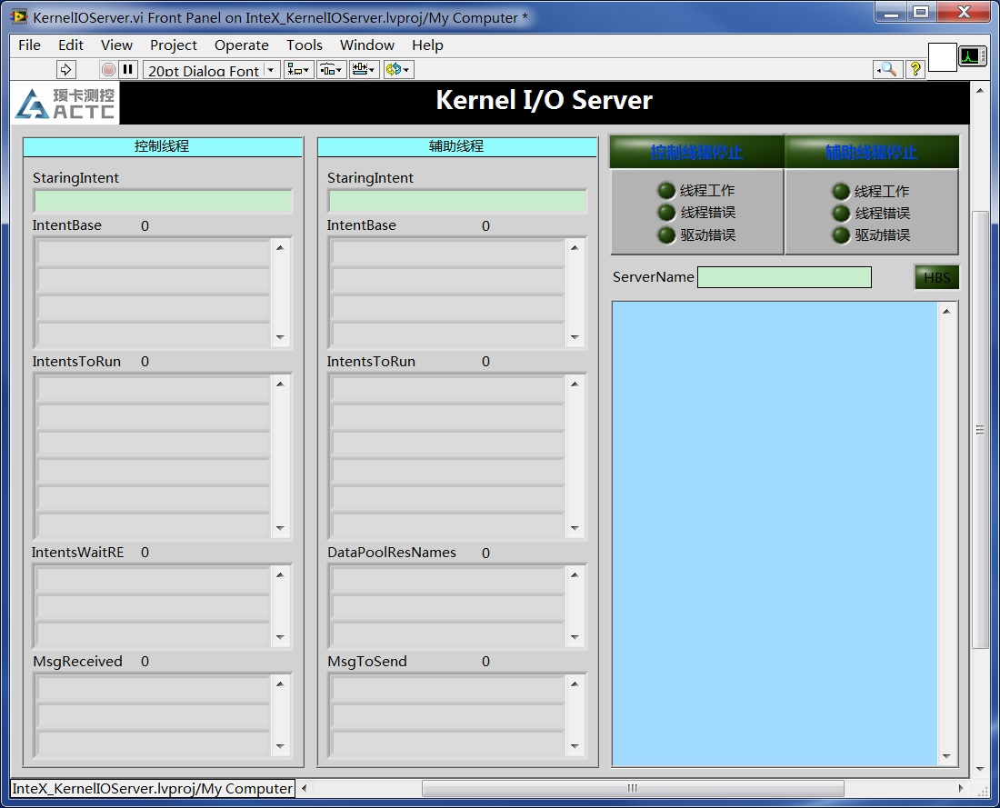 KernelIOServer.vi Front Panel on InteX_KernelIOServer.lvproj/My Computer *
File Edit View Project Operate Tools Window Help
20pt Dialog Font
瑷卡测控
ACTC
Kernel I/O Server
控制线程
StaringIntent
IntentBase 0
IntentsToRun 0
IntentsWaitRE 0
MsgReceived 0
辅助线程
StaringIntent
IntentBase 0
IntentsToRun 0
DataPoolResNames 0
MsgToSend 0
控制线程停止
线程工作
线程错误
驱动错误
辅助线程停止
线程工作
线程错误
驱动错误
ServerName
HBS
InteX_KernelIOServer.lvproj/My Computer